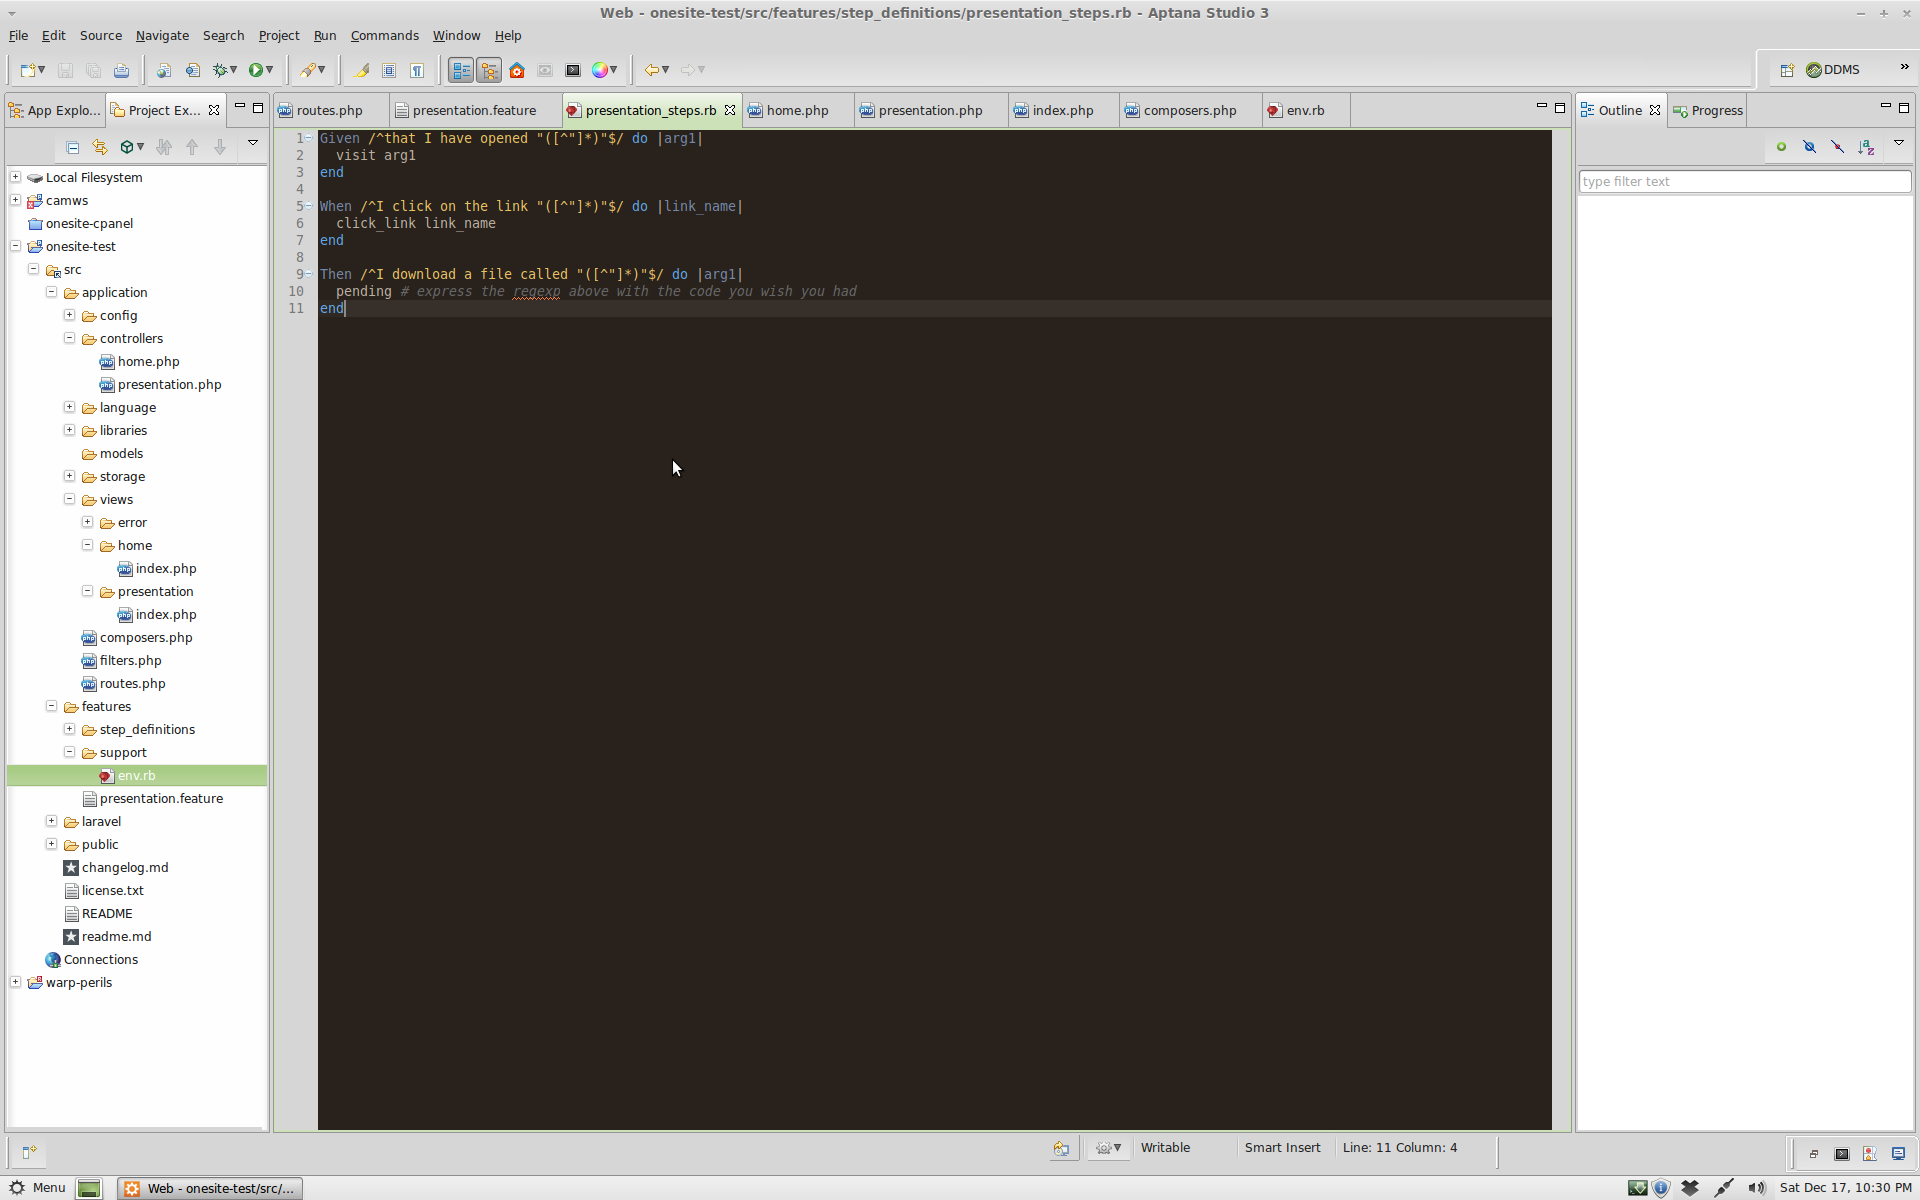 Web - onesite-test/src/features/step_definitions/presentation_steps.rb - Aptana Studio 3
File Edit Source Navigate Search Project Run Commands Window Help
DDMS
App Explo... Project Ex...
routes.php presentation.feature presentation_steps.rb home.php presentation.php index.php composers.php env.rb
Outline Progress
type filter text
Local Filesystem
camws
onesite-cpanel
onesite-test
src
application
config
controllers
home.php
presentation.php
language
libraries
models
storage
views
error
home
index.php
presentation
index.php
composers.php
filters.php
routes.php
features
step_definitions
support
env.rb
presentation.feature
laravel
public
changelog.md
license.txt
README
readme.md
Connections
warp-perils
1 Given /^that I have opened "([^"]*)"$/ do |arg1|
2   visit arg1
3 end
4
5 When /^I click on the link "([^"]*)"$/ do |link_name|
6   click_link link_name
7 end
8
9 Then /^I download a file called "([^"]*)"$/ do |arg1|
10   pending # express the regexp above with the code you wish you had
11 end
Writable Smart Insert Line: 11 Column: 4
Menu Web - onesite-test/src/... Sat Dec 17, 10:30 PM